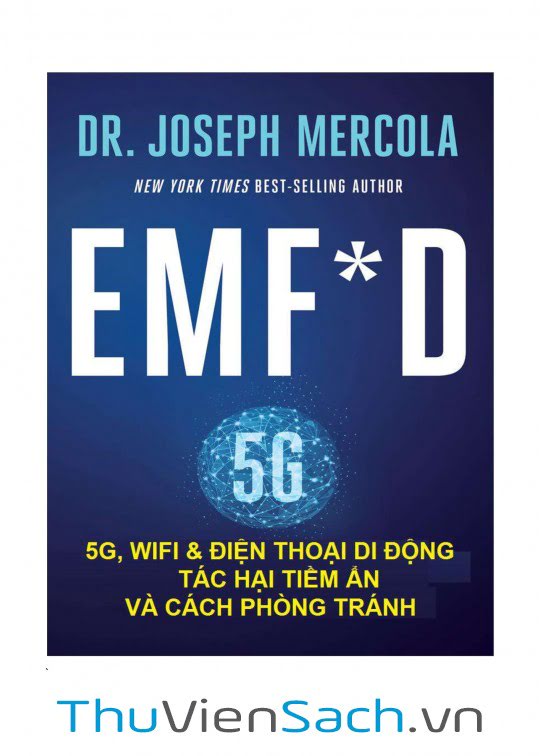 DR. JOSEPH MERCOLA
NEW YORK TIMES BEST-SELLING AUTHOR
EMF*D
5G
5G, WIFI & ĐIỆN THOẠI DI ĐỘNG
TÁC HẠI TIỀM ẨN
VÀ CÁCH PHÒNG TRÁNH
ThuVienSach.vn